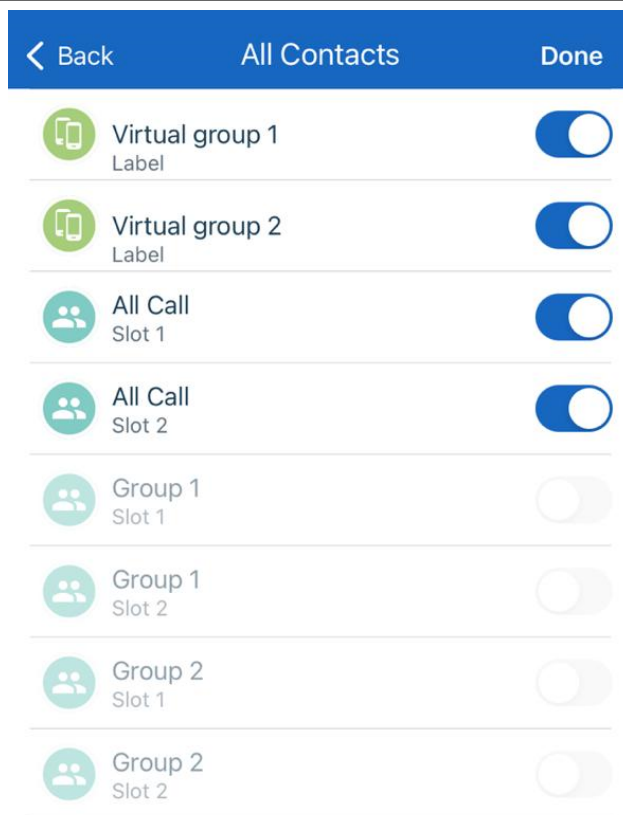 Back All Contacts Done
Virtual group 1
Label
Virtual group 2
Label
All Call
Slot 1
All Call
Slot 2
Group 1
Slot 1
Group 1
Slot 2
Group 2
Slot 1
Group 2
Slot 2